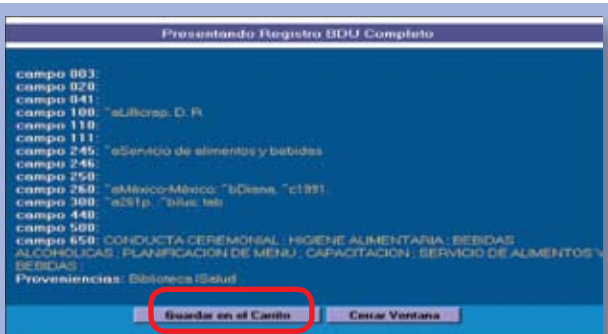 Presentando Registro BDU Completo
campo 003:
campo 020:
campo 041:
campo 100: ^aLillicrap, D. R
campo 110:
campo 111:
campo 245: ^aServicio de alimentos y bebidas
campo 246:
campo 250:
campo 260: ^aMéxico-México: ^bDiana, ^c1991.
campo 300: ^a261p. ^bilus; tab
campo 440:
campo 500:
campo 650: CONDUCTA CEREMONIAL ; HIGIENE ALIMENTARIA ; BEBIDAS
ALCOHOLICAS ; PLANIFICACION DE MENU ; CAPACITACION ; SERVICIO DE ALIMENTOS Y
BEBIDAS ;
Proveniencias: Biblioteca ISalud
Guardar en el Carrito
Cerrar Ventana